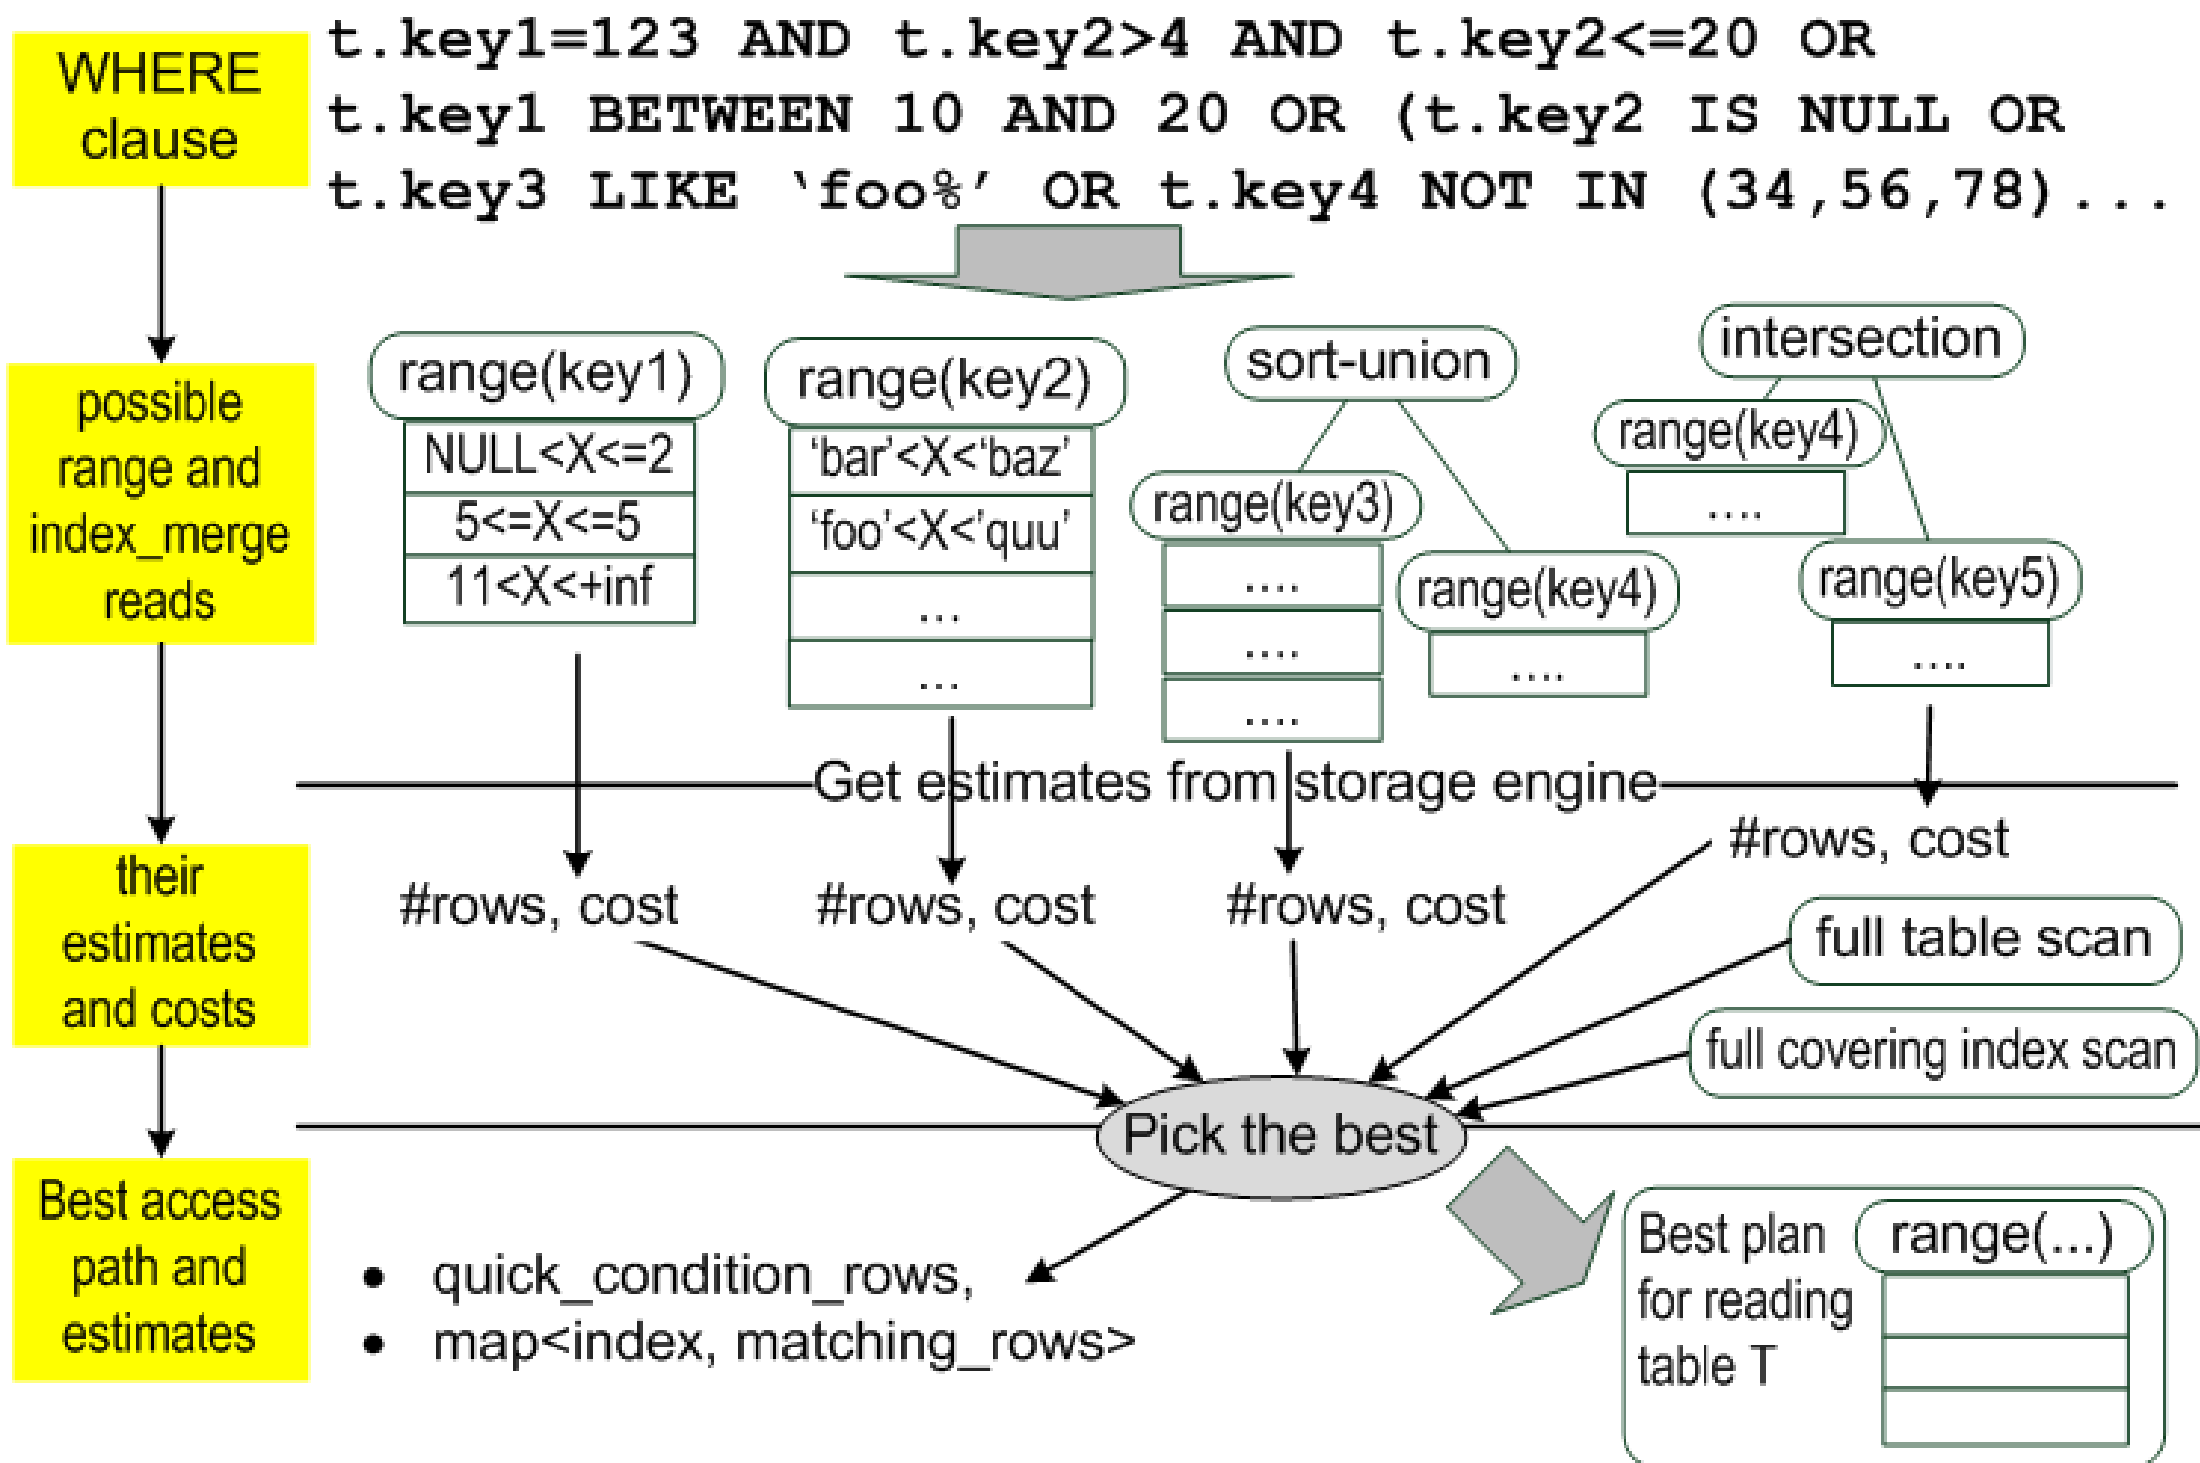 WHERE
clause
t.key1=123 AND t.key2>4 AND t.key2<=20 OR
t.key1 BETWEEN 10 AND 20 OR (t.key2 IS NULL OR
t.key3 LIKE ‘foo%’ OR t.key4 NOT IN (34,56,78)...
possible
range and
index_merge
reads
range(key1)
NULL<X<=2
5<=X<=5
11<X<+inf
range(key2)
‘bar’<X<‘baz’
‘foo’<X<’quu’
...
...
sort-union
range(key3)
....
....
....
range(key4)
....
intersection
range(key4)
....
range(key5)
....
Get estimates from storage engine
their
estimates
and costs
#rows, cost
#rows, cost
#rows, cost
#rows, cost
full table scan
full covering index scan
Pick the best
Best access
path and
estimates
• quick_condition_rows,
• map<index, matching_rows>
Best plan
for reading
table T
range(...)